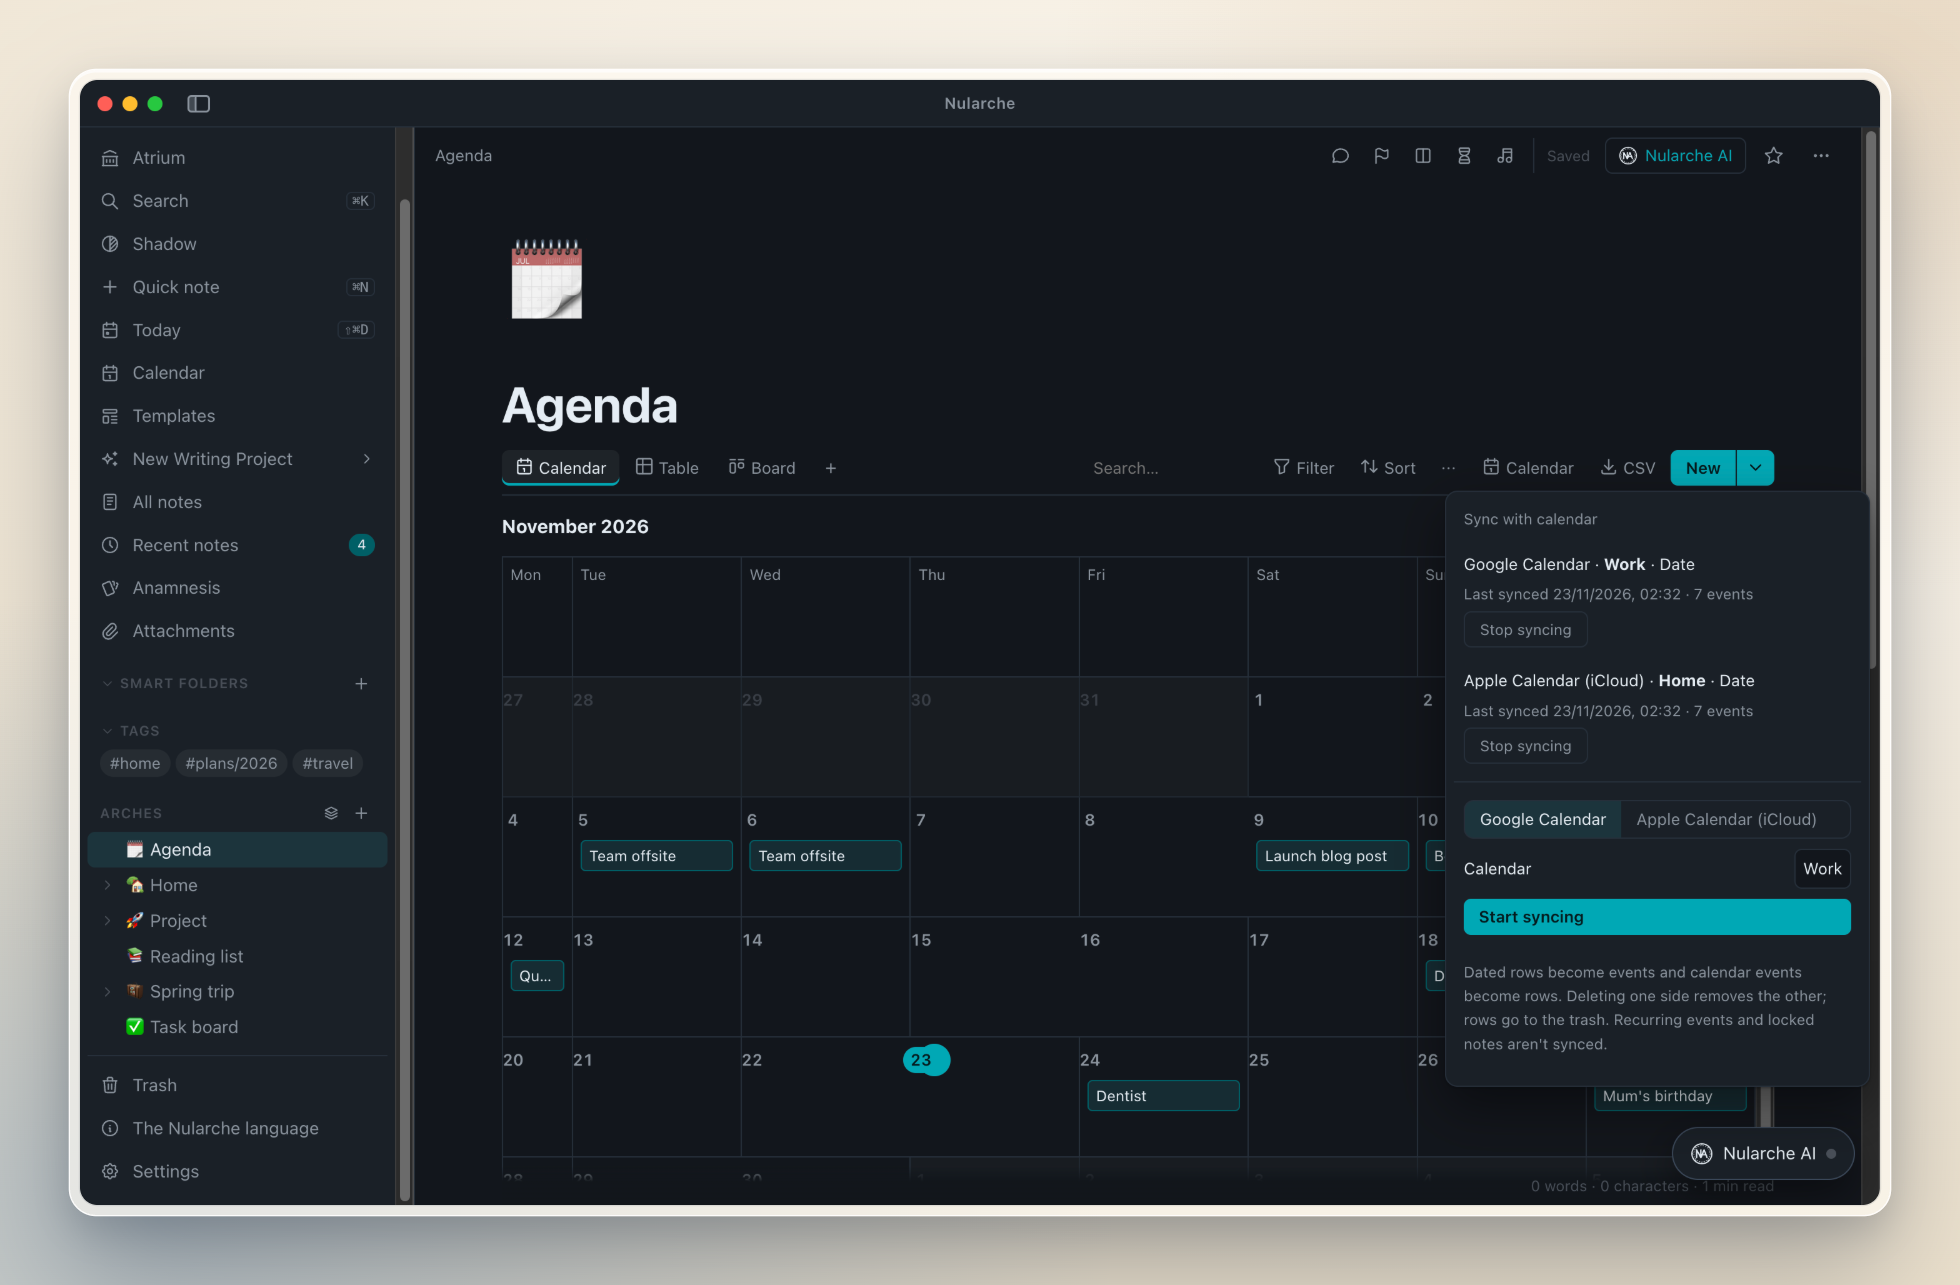 Nularche
Atrium
Search ⌘K
Shadow
Quick note ⌘N
Today ⇧⌘D
Calendar
Templates
New Writing Project
All notes
Recent notes 4
Anamnesis
Attachments
SMART FOLDERS
TAGS
#home #plans/2026 #travel
ARCHES
Agenda
Home
Project
Reading list
Spring trip
Task board
Trash
The Nularche language
Settings
Agenda
Saved
Nularche AI
JUL
Agenda
Calendar Table Board
Search... Filter Sort Calendar CSV New
November 2026
Mon Tue Wed Thu Fri Sat Su
27 28 29 30 31 1 2
4 5 6 7 8 9 10
Team offsite Team offsite Launch blog post B
12 13 14 15 16 17 18
Qu... D
20 21 22 23 24 25 26
Dentist Mum's birthday
28 29 30 1 2 3 4
Sync with calendar
Google Calendar · Work · Date
Last synced 23/11/2026, 02:32 · 7 events
Stop syncing
Apple Calendar (iCloud) · Home · Date
Last synced 23/11/2026, 02:32 · 7 events
Stop syncing
Google Calendar Apple Calendar (iCloud)
Calendar Work
Start syncing
Dated rows become events and calendar events
become rows. Deleting one side removes the other;
rows go to the trash. Recurring events and locked
notes aren't synced.
Nularche AI
0 words · 0 characters · 1 min read